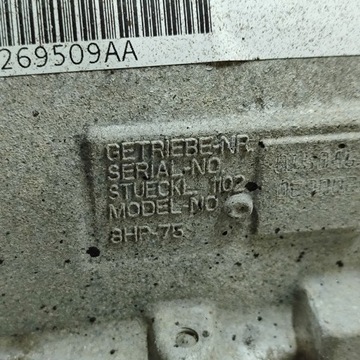 269509AA
GETRIEBE-NR
SERIAL-NO.
STUECKL. 1102
MODEL-NO
8HP-75